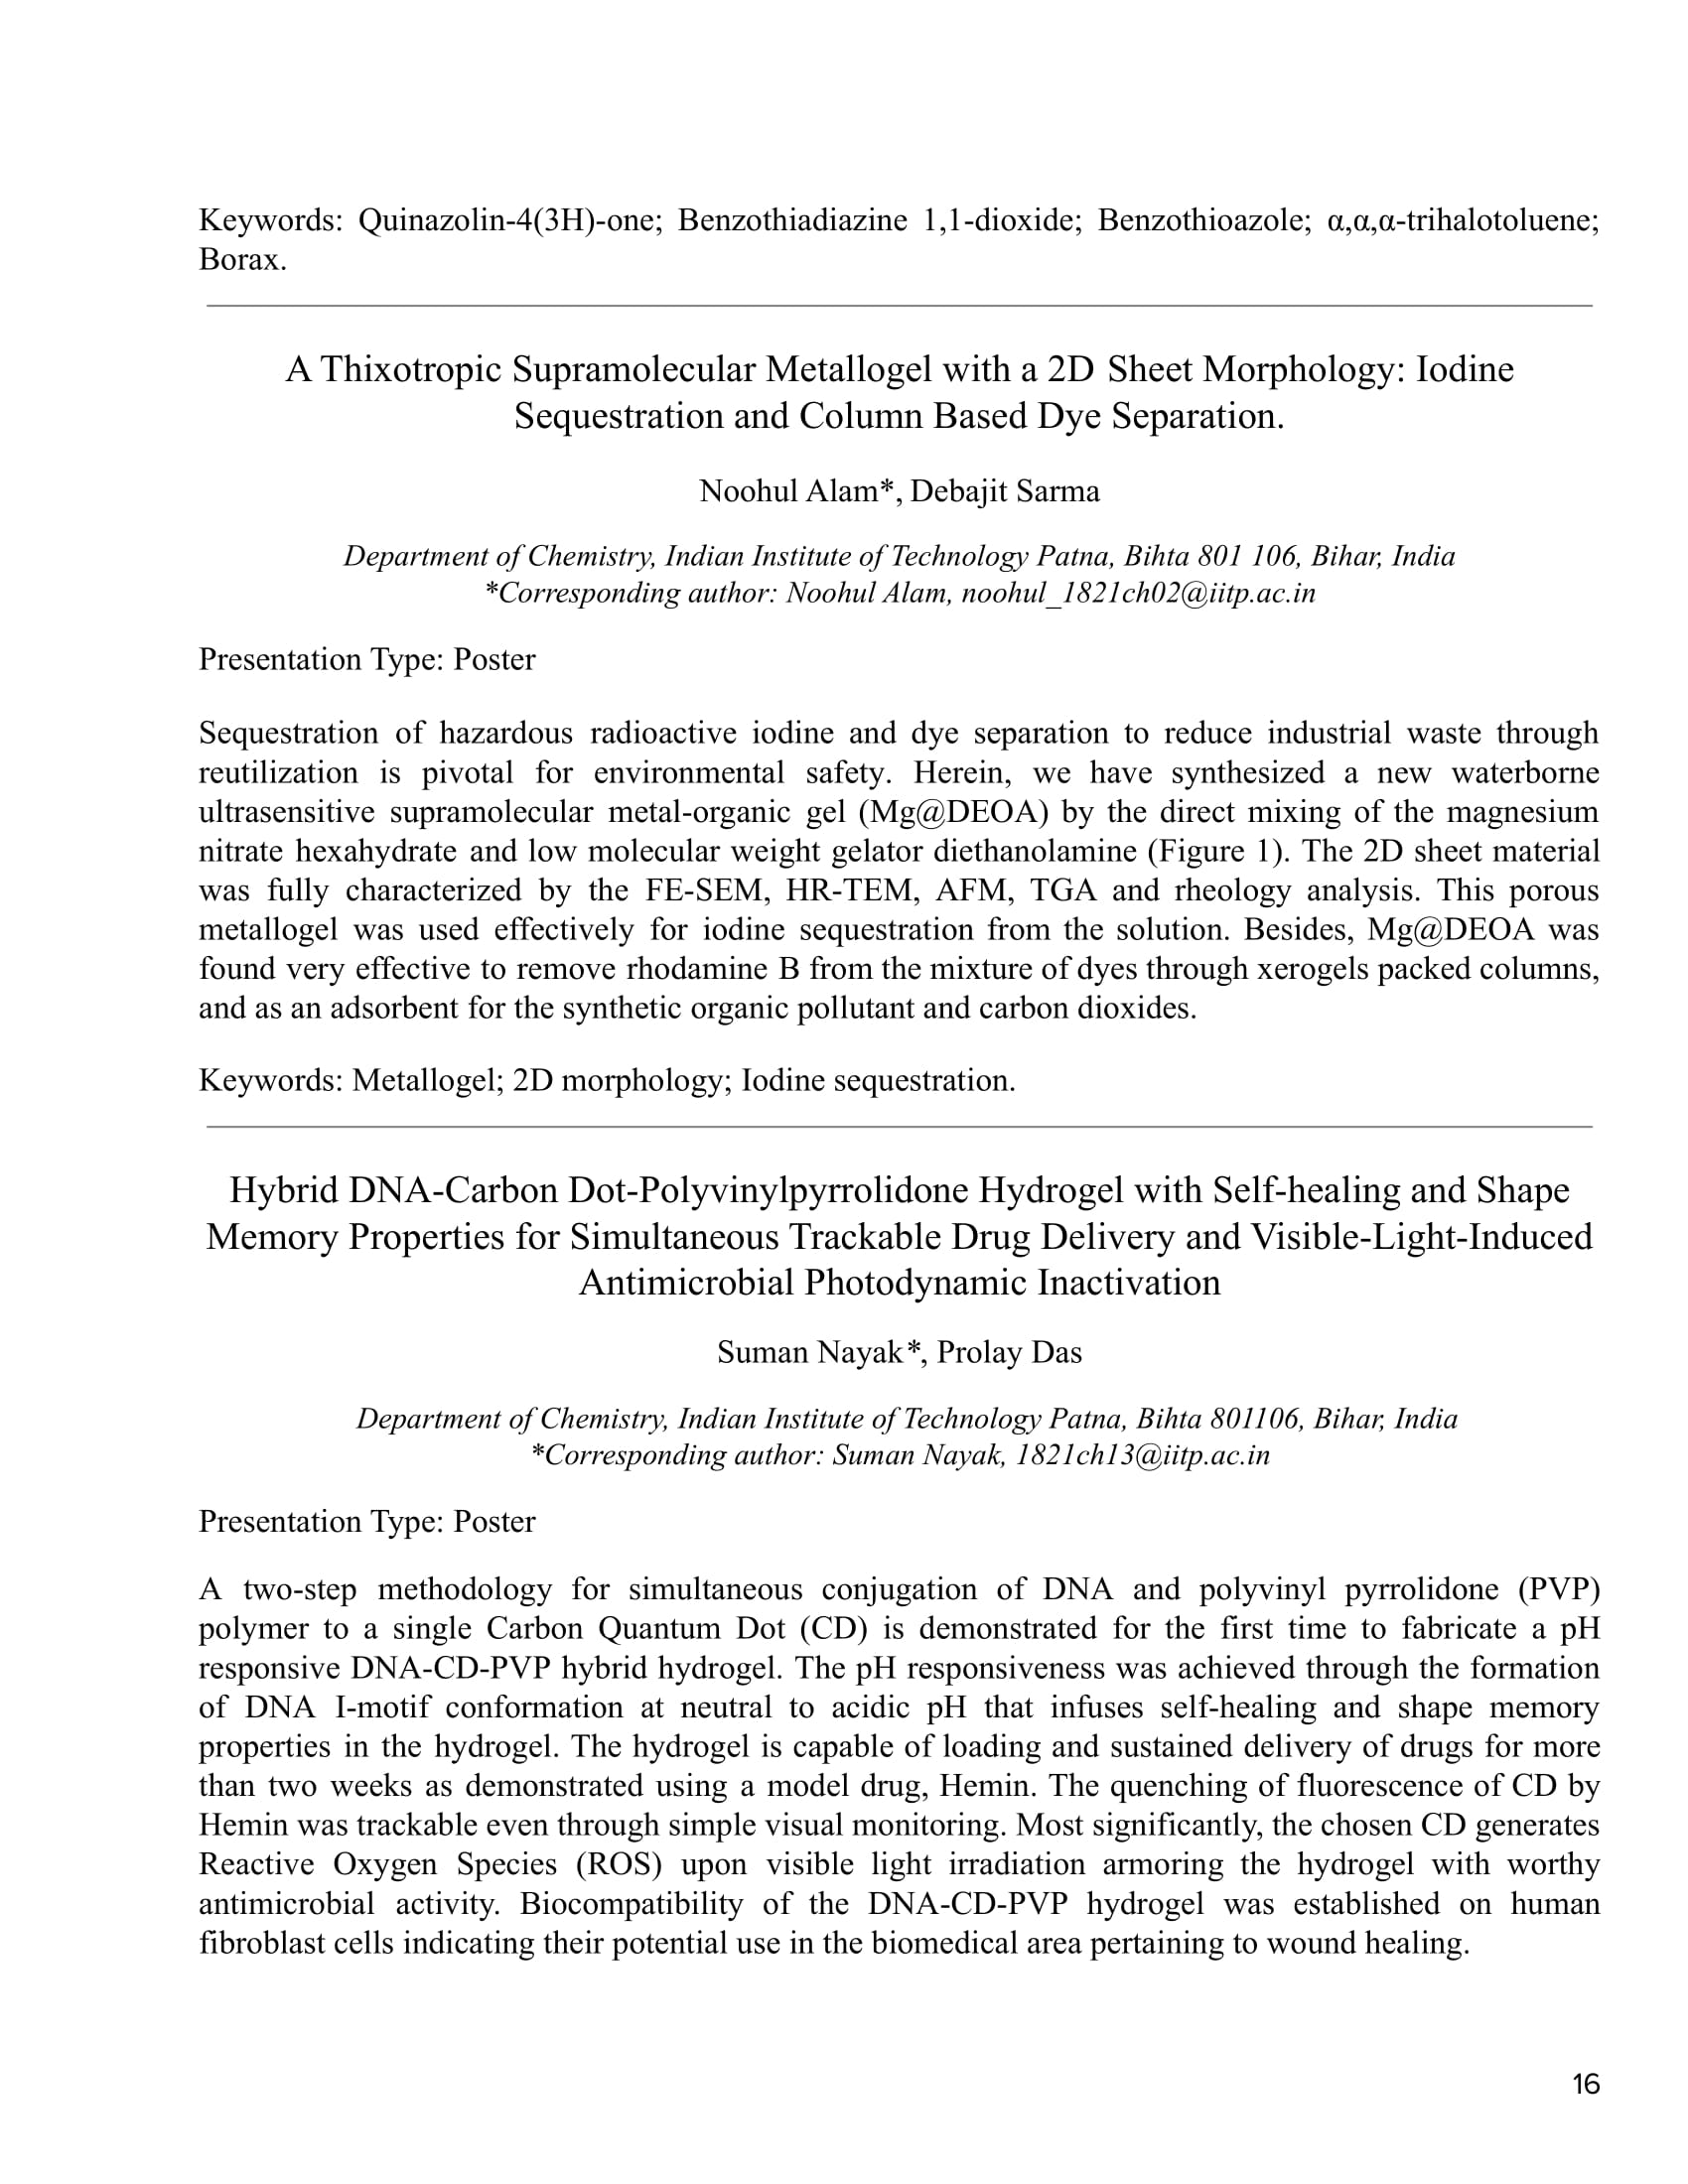 Keywords: Quinazolin-4(3H)-one; Benzothiadiazine 1,1-dioxide; Benzothioazole; α,α,α-trihalotoluene;
Borax.
A Thixotropic Supramolecular Metallogel with a 2D Sheet Morphology: Iodine
Sequestration and Column Based Dye Separation.
Noohul Alam*, Debajit Sarma
Department of Chemistry, Indian Institute of Technology Patna, Bihta 801 106, Bihar, India
*Corresponding author: Noohul Alam, noohul_1821ch02@iitp.ac.in
Presentation Type: Poster
Sequestration of hazardous radioactive iodine and dye separation to reduce industrial waste through
reutilization is pivotal for environmental safety. Herein, we have synthesized a new waterborne
ultrasensitive supramolecular metal-organic gel (Mg@DEOA) by the direct mixing of the magnesium
nitrate hexahydrate and low molecular weight gelator diethanolamine (Figure 1). The 2D sheet material
was fully characterized by the FE-SEM, HR-TEM, AFM, TGA and rheology analysis. This porous
metallogel was used effectively for iodine sequestration from the solution. Besides, Mg@DEOA was
found very effective to remove rhodamine B from the mixture of dyes through xerogels packed columns,
and as an adsorbent for the synthetic organic pollutant and carbon dioxides.
Keywords: Metallogel; 2D morphology; Iodine sequestration.
Hybrid DNA-Carbon Dot-Polyvinylpyrrolidone Hydrogel with Self-healing and Shape
Memory Properties for Simultaneous Trackable Drug Delivery and Visible-Light-Induced
Antimicrobial Photodynamic Inactivation
Suman Nayak*, Prolay Das
Department of Chemistry, Indian Institute of Technology Patna, Bihta 801106, Bihar, India
*Corresponding author: Suman Nayak, 1821ch13@iitp.ac.in
Presentation Type: Poster
A two-step methodology for simultaneous conjugation of DNA and polyvinyl pyrrolidone (PVP)
polymer to a single Carbon Quantum Dot (CD) is demonstrated for the first time to fabricate a pH
responsive DNA-CD-PVP hybrid hydrogel. The pH responsiveness was achieved through the formation
of DNA I-motif conformation at neutral to acidic pH that infuses self-healing and shape memory
properties in the hydrogel. The hydrogel is capable of loading and sustained delivery of drugs for more
than two weeks as demonstrated using a model drug, Hemin. The quenching of fluorescence of CD by
Hemin was trackable even through simple visual monitoring. Most significantly, the chosen CD generates
Reactive Oxygen Species (ROS) upon visible light irradiation armoring the hydrogel with worthy
antimicrobial activity. Biocompatibility of the DNA-CD-PVP hydrogel was established on human
fibroblast cells indicating their potential use in the biomedical area pertaining to wound healing.
16